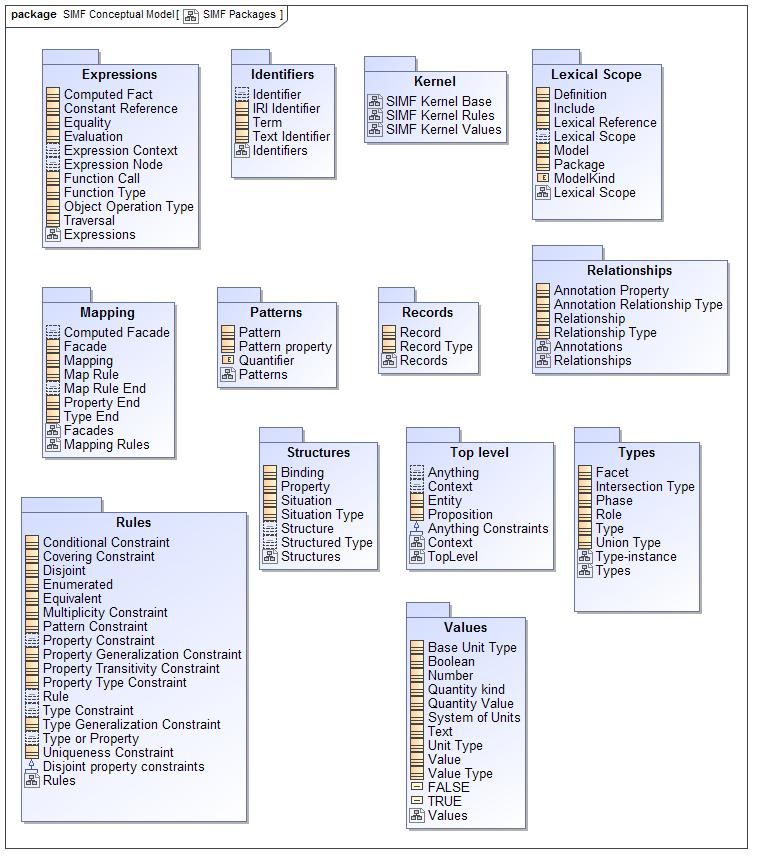 package SIMF Conceptual Model[ SIMF Packages ]
Expressions
Computed Fact
Constant Reference
Equality
Evaluation
Expression Context
Expression Node
Function Call
Function Type
Object Operation Type
Traversal
Expressions
Identifiers
Identifier
IRI Identifier
Term
Text Identifier
Identifiers
Kernel
SIMF Kernel Base
SIMF Kernel Rules
SIMF Kernel Values
Lexical Scope
Definition
Include
Lexical Reference
Lexical Scope
Model
Package
E ModelKind
Lexical Scope
Mapping
Computed Facade
Facade
Mapping
Map Rule
Map Rule End
Property End
Type End
Facades
Mapping Rules
Patterns
Pattern
Pattern property
E Quantifier
Patterns
Records
Record
Record Type
Records
Relationships
Annotation Property
Annotation Relationship Type
Relationship
Relationship Type
Annotations
Relationships
Rules
Conditional Constraint
Covering Constraint
Disjoint
Enumerated
Equivalent
Multiplicity Constraint
Pattern Constraint
Property Constraint
Property Generalization Constraint
Property Transitivity Constraint
Property Type Constraint
Rule
Type Constraint
Type Generalization Constraint
Type or Property
Uniqueness Constraint
Disjoint property constraints
Rules
Structures
Binding
Property
Situation
Situation Type
Structure
Structured Type
Structures
Top level
Anything
Context
Entity
Proposition
Anything Constraints
Context
TopLevel
Types
Facet
Intersection Type
Phase
Role
Type
Union Type
Type-instance
Types
Values
Base Unit Type
Boolean
Number
Quantity kind
Quantity Value
System of Units
Text
Unit Type
Value
Value Type
FALSE
TRUE
Values